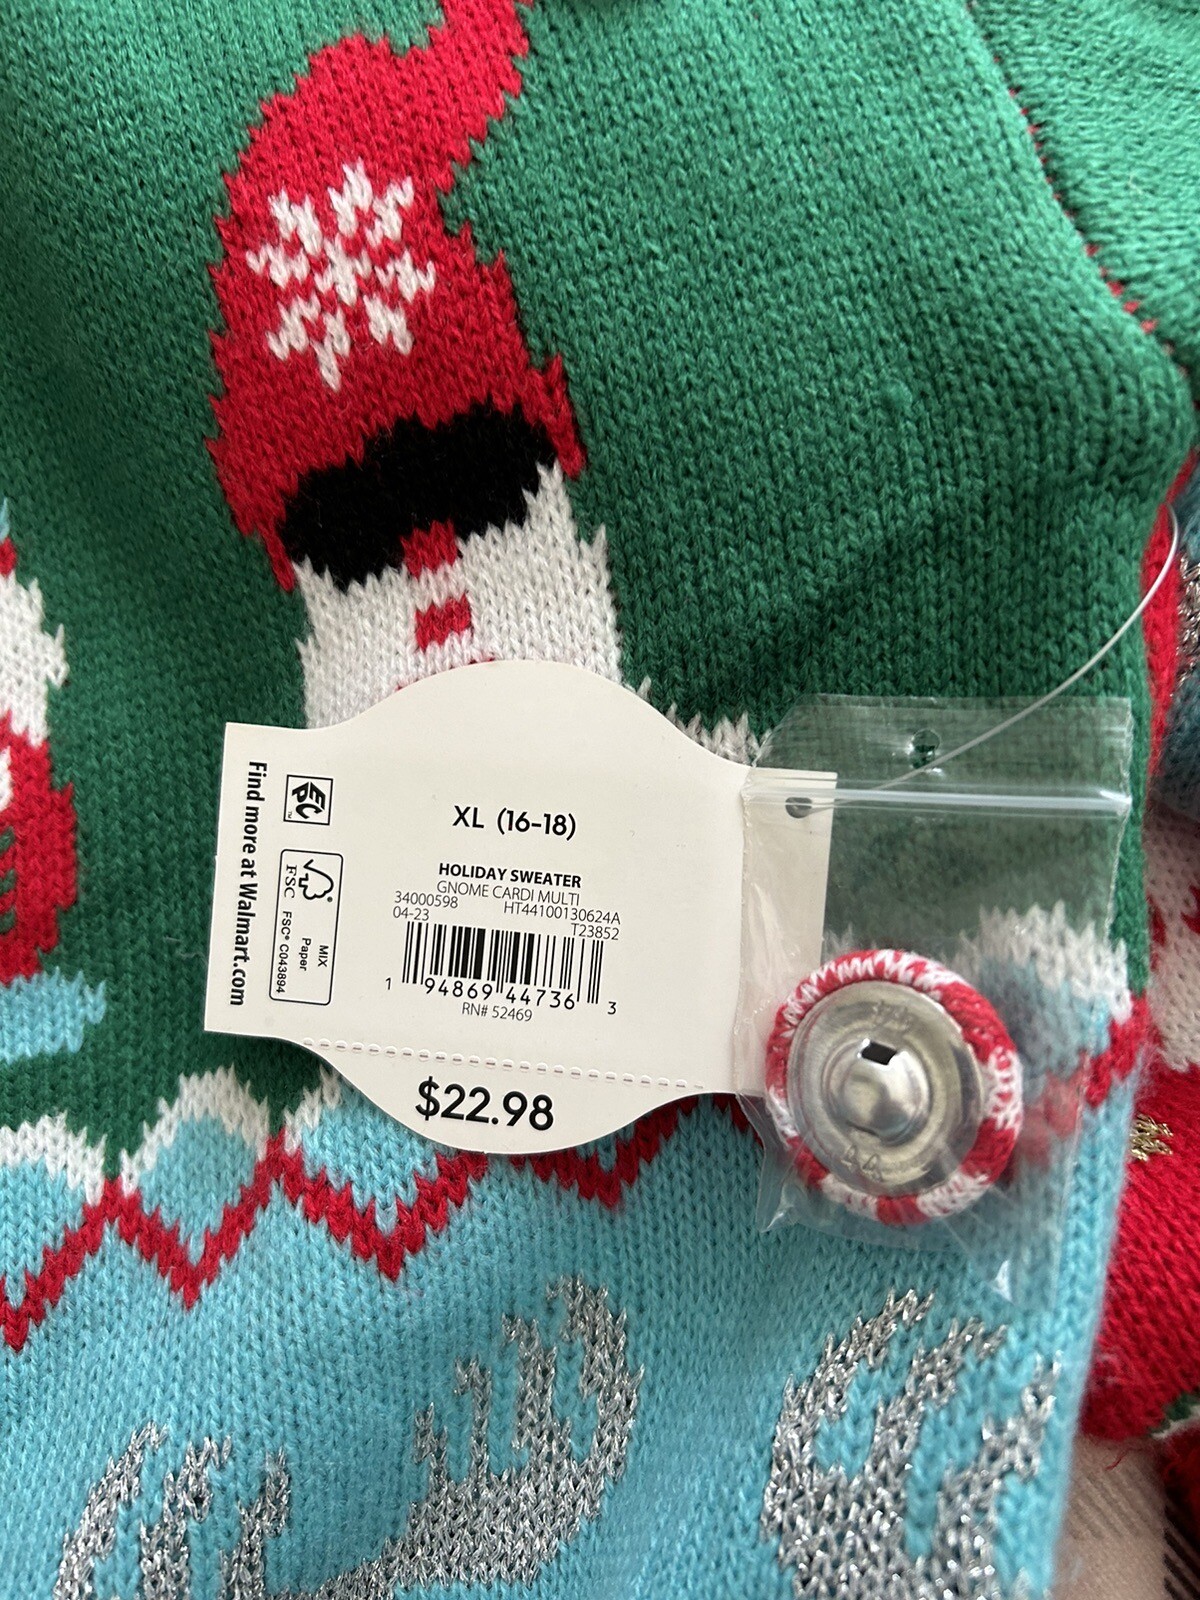 XL (16-18)
HOLIDAY SWEATER
GNOME CARDI MULTI
34000598 HT44100130624A
04-23 T23852
1 94869 44736 3
RN# 52469
$22.98
Find more at Walmart.com
EPC™
FSC®
MIX
Paper
FSC® C043894